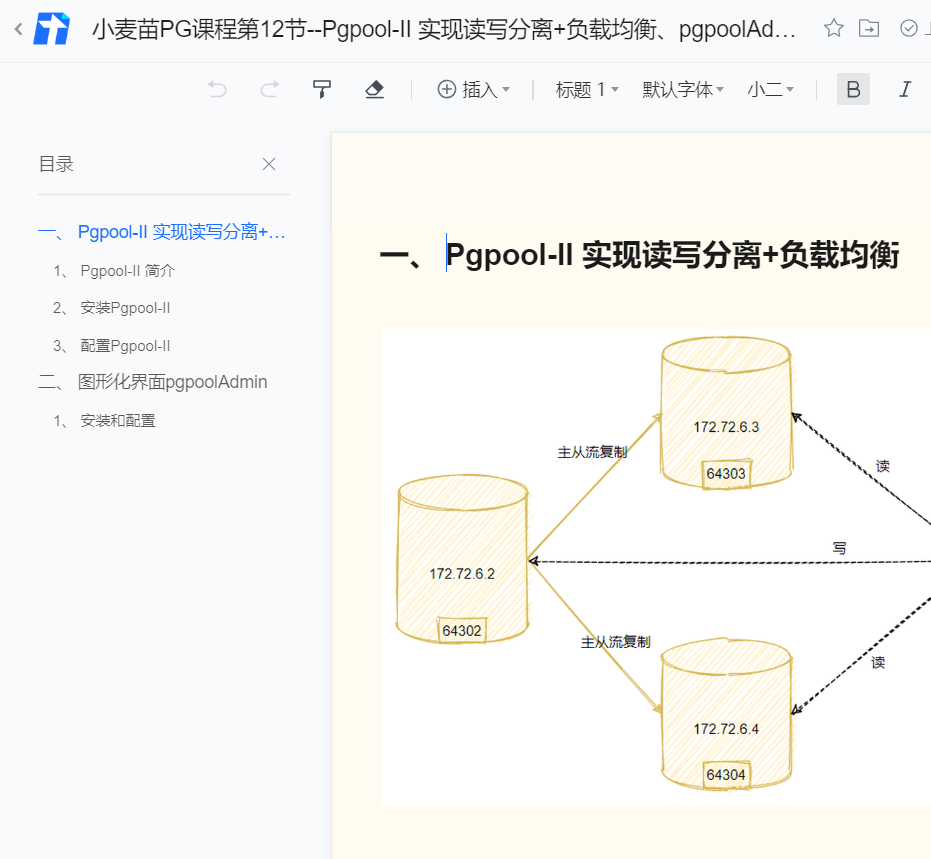 小麦苗PG课程第12节--Pgpool-II 实现读写分离+负载均衡、pgpoolAd...
插入
标题 1
默认字体
小二
B
I
目录
一、 Pgpool-II 实现读写分离+...
1、 Pgpool-II 简介
2、 安装Pgpool-II
3、 配置Pgpool-II
二、 图形化界面pgpoolAdmin
1、 安装和配置
一、 Pgpool-II 实现读写分离+负载均衡
172.72.6.3
主从流复制
读
64303
写
172.72.6.2
64302
主从流复制
读
172.72.6.4
64304